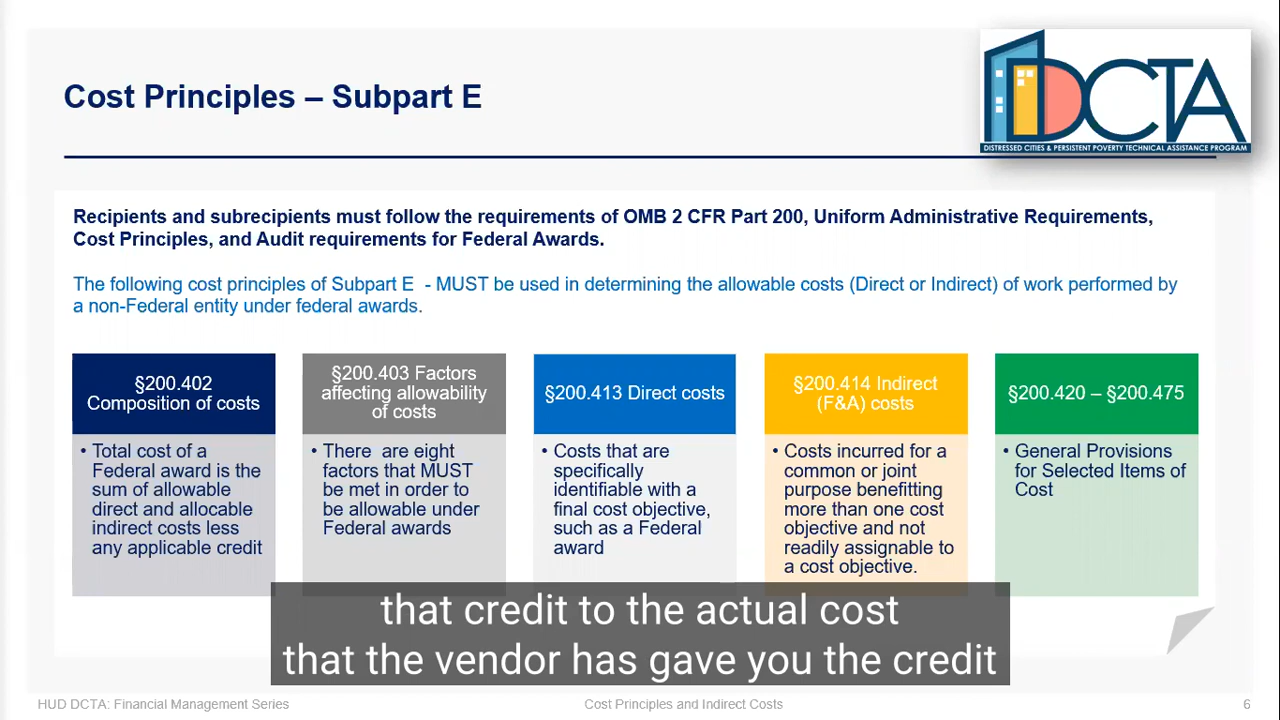 Cost Principles – Subpart E
DCTA
DISTRESSED CITIES & PERSISTENT POVERTY TECHNICAL ASSISTANCE PROGRAM
Recipients and subrecipients must follow the requirements of OMB 2 CFR Part 200, Uniform Administrative Requirements,
Cost Principles, and Audit requirements for Federal Awards.
The following cost principles of Subpart E - MUST be used in determining the allowable costs (Direct or Indirect) of work performed by
a non-Federal entity under federal awards.
§200.402
Composition of costs
• Total cost of a
Federal award is the
sum of allowable
direct and allocable
indirect costs less
any applicable credit
§200.403 Factors
affecting allowability
of costs
• There are eight
factors that MUST
be met in order to
be allowable under
Federal awards
§200.413 Direct costs
• Costs that are
specifically
identifiable with a
final cost objective,
such as a Federal
award
§200.414 Indirect
(F&A) costs
• Costs incurred for a
common or joint
purpose benefitting
more than one cost
objective and not
readily assignable to
a cost objective.
§200.420 – §200.475
• General Provisions
for Selected Items of
Cost
that credit to the actual cost
that the vendor has gave you the credit
HUD DCTA: Financial Management Series
Cost Principles and Indirect Costs
6